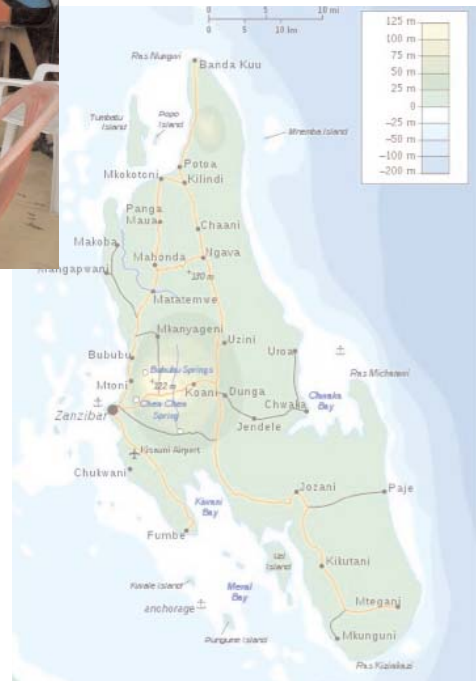 0 5 10 mi
0 5 10 km
125 m
100 m
75 m
50 m
25 m
0
-25 m
-50 m
-100 m
-200 m
Ras Nungwi
Banda Kuu
Tumbatu
Island
Popo
Island
Mnemba Island
Potoa
Mkokotoni
Kilindi
Panga
Maua
Chaani
Makoba
Mahonda
Ngava
Mangapwani
Matatemwe
Mkanyageni
Bububu
Uzini
Uroa
Bububu Springs
Ras Michamvi
Mtoni
Koani
Dunga
Chwaka
Bay
Chwaka
Zanzibar
Chem Chem
Spring
Jendele
Kisauni Airport
Chukwani
Jozani
Paje
Kiwani
Bay
Fumbe
Uzi
Island
Kikutani
Kwale Island
Menai
Bay
Mtegani
anchorage
Pungume Island
Mkunguni
Ras Kizimkazi